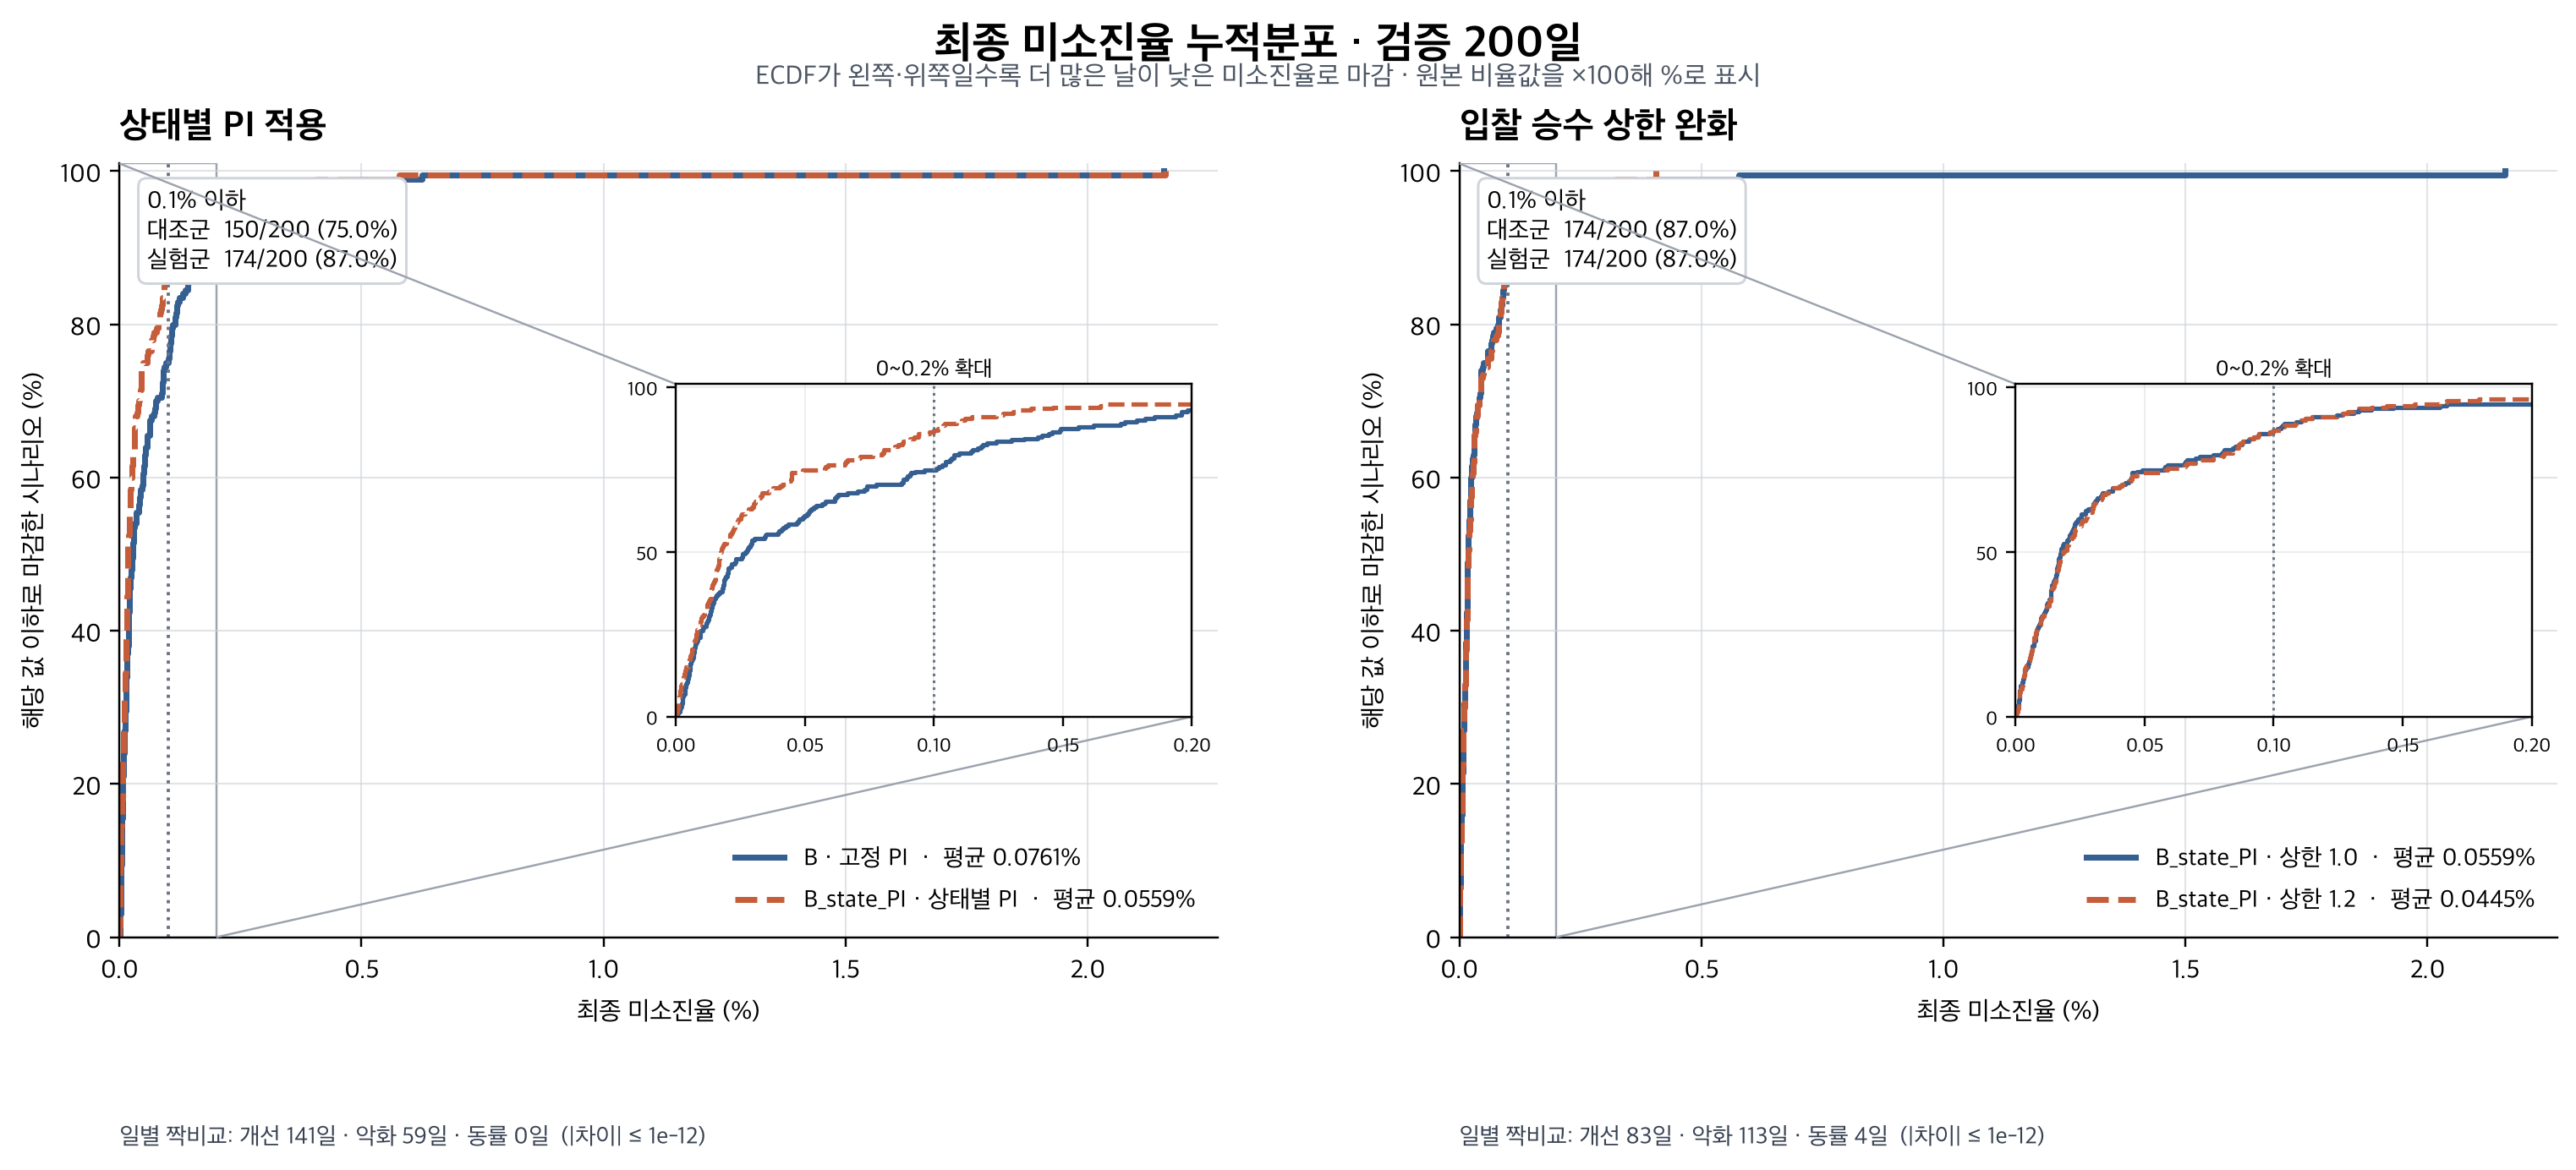 최종 미소진율 누적분포 · 검증 200일
ECDF가 왼쪽·위쪽일수록 더 많은 날이 낮은 미소진율로 마감 · 원본 비율값을 ×100해 %로 표시
상태별 PI 적용
해당 값 이하로 마감한 시나리오 (%)
100
80
60
40
20
0
0.1% 이하
대조군 150/200 (75.0%)
실험군 174/200 (87.0%)
0~0.2% 확대
100
50
0
0.00 0.05 0.10 0.15 0.20
B · 고정 PI · 평균 0.0761%
B_state_PI · 상태별 PI · 평균 0.0559%
0.0 0.5 1.0 1.5 2.0
최종 미소진율 (%)
일별 짝비교: 개선 141일 · 악화 59일 · 동률 0일 (|차이| ≤ 1e-12)
입찰 승수 상한 완화
해당 값 이하로 마감한 시나리오 (%)
100
80
60
40
20
0
0.1% 이하
대조군 174/200 (87.0%)
실험군 174/200 (87.0%)
0~0.2% 확대
100
50
0
0.00 0.05 0.10 0.15 0.20
B_state_PI · 상한 1.0 · 평균 0.0559%
B_state_PI · 상한 1.2 · 평균 0.0445%
0.0 0.5 1.0 1.5 2.0
최종 미소진율 (%)
일별 짝비교: 개선 83일 · 악화 113일 · 동률 4일 (|차이| ≤ 1e-12)